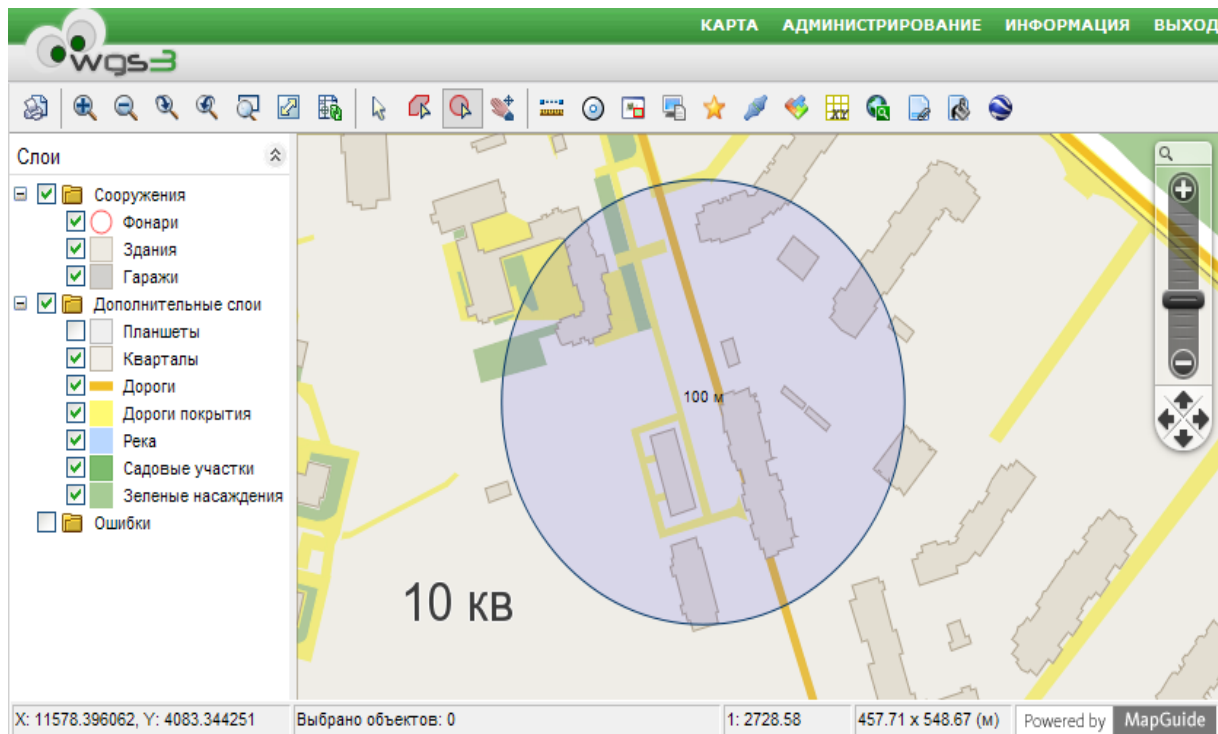 КАРТА АДМИНИСТРИРОВАНИЕ ИНФОРМАЦИЯ ВЫХОД
wgs3
XY
Слои
Сооружения
Фонари
Здания
Гаражи
Дополнительные слои
Планшеты
Кварталы
Дороги
Дороги покрытия
Река
Садовые участки
Зеленые насаждения
Ошибки
100 м
10 кв
X: 11578.396062, Y: 4083.344251 Выбрано объектов: 0 1: 2728.58 457.71 x 548.67 (м) Powered by MapGuide